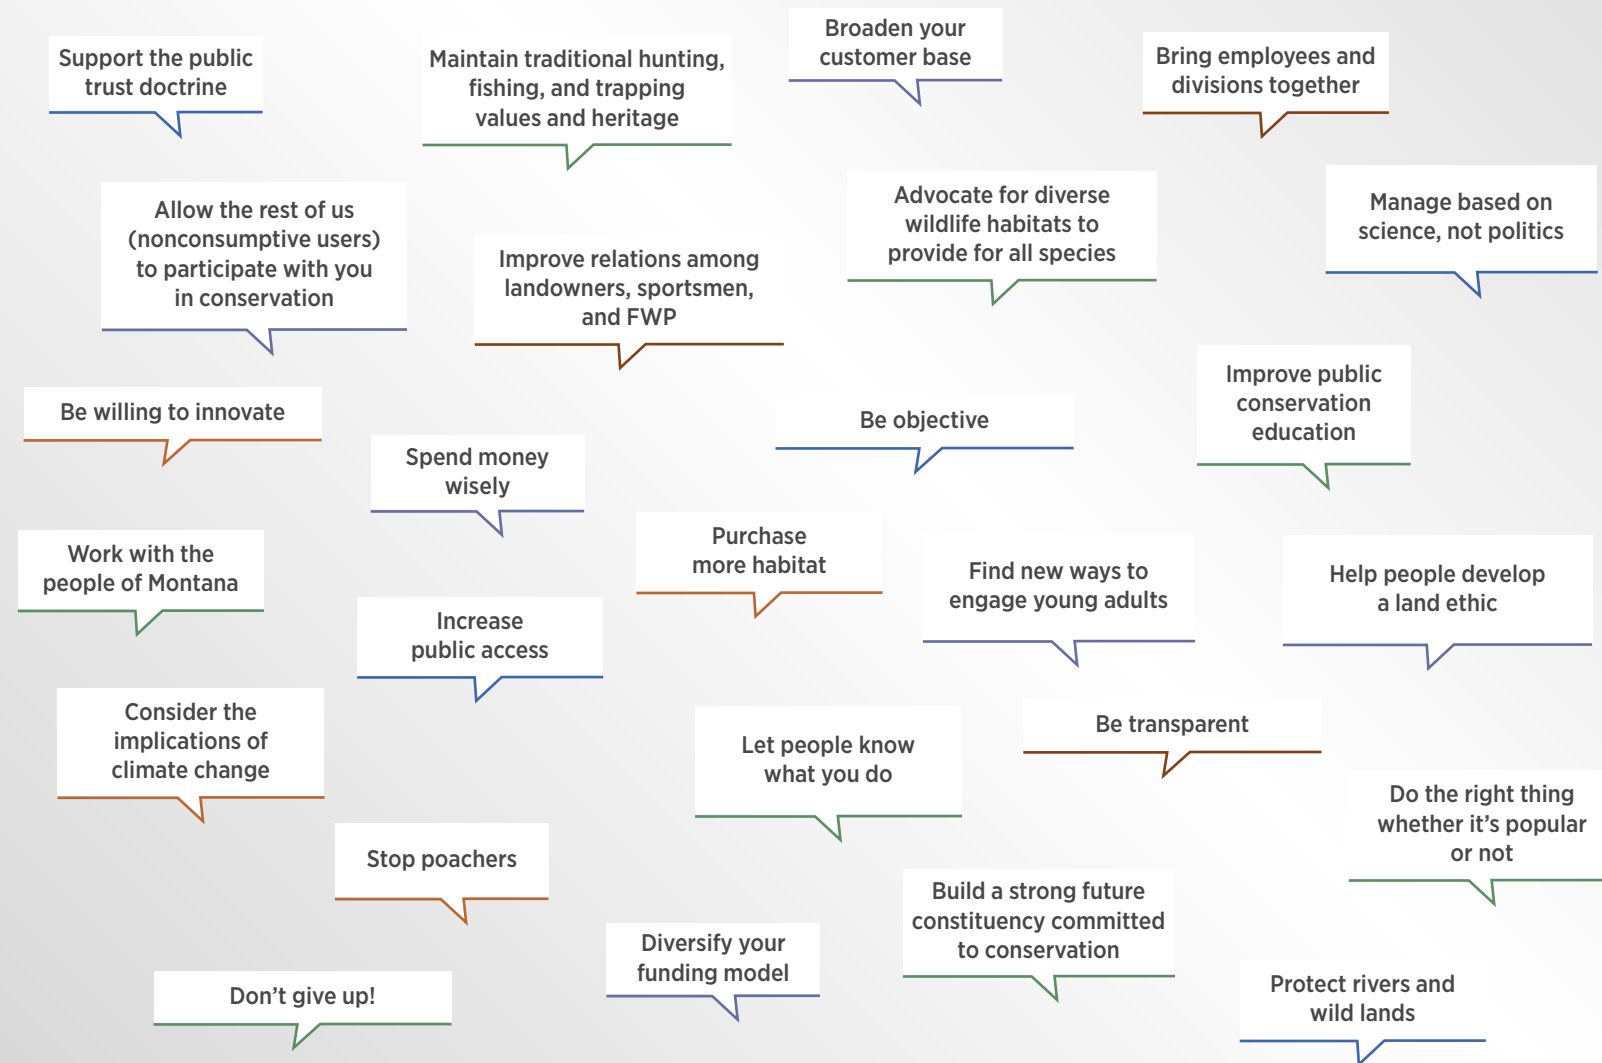 Support the public
trust doctrine
Maintain traditional hunting,
fishing, and trapping
values and heritage
Broaden your
customer base
Bring employees and
divisions together
Allow the rest of us
(nonconsumptive users)
to participate with you
in conservation
Improve relations among
landowners, sportsmen,
and FWP
Advocate for diverse
wildlife habitats to
provide for all species
Manage based on
science, not politics
Be willing to innovate
Spend money
wisely
Be objective
Improve public
conservation
education
Work with the
people of Montana
Increase
public access
Purchase
more habitat
Find new ways to
engage young adults
Help people develop
a land ethic
Consider the
implications of
climate change
Let people know
what you do
Be transparent
Do the right thing
whether it’s popular
or not
Stop poachers
Diversify your
funding model
Build a strong future
constituency committed
to conservation
Don’t give up!
Protect rivers and
wild lands